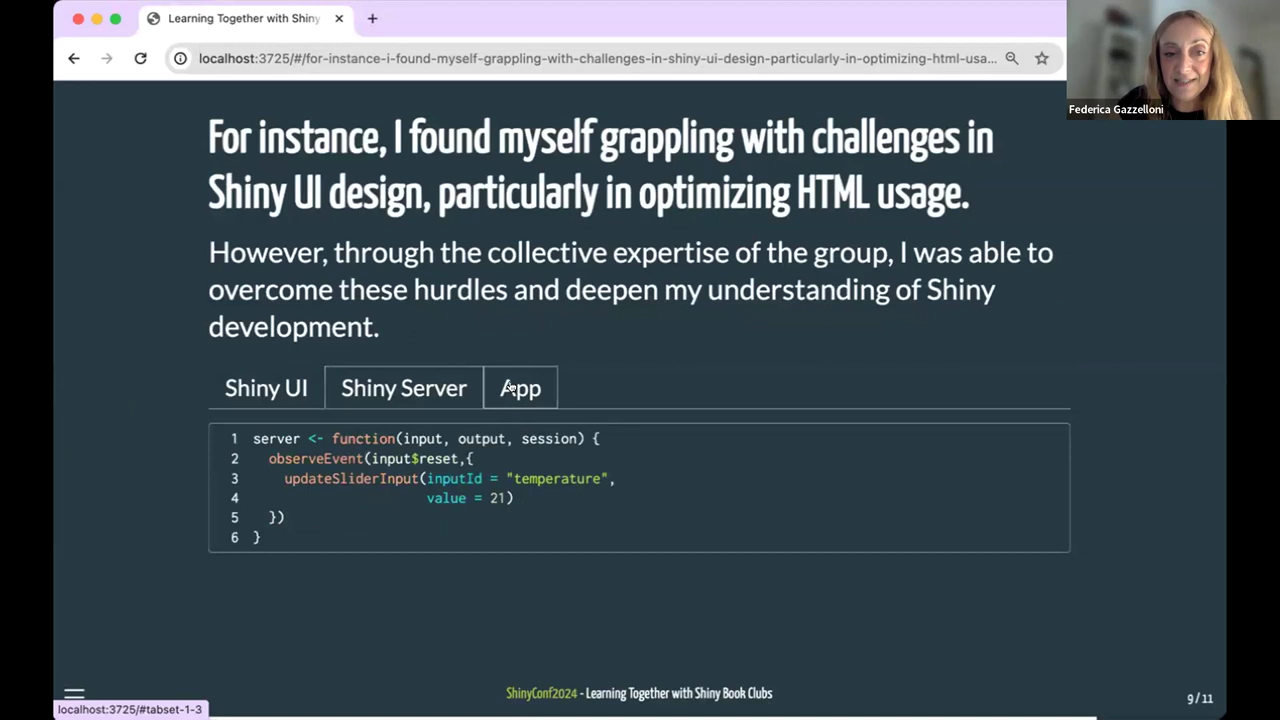 Learning Together with Shiny
localhost:3725/#/for-instance-i-found-myself-grappling-with-challenges-in-shiny-ui-design-particularly-in-optimizing-html-usa...
Federica Gazzelloni
For instance, I found myself grappling with challenges in
Shiny UI design, particularly in optimizing HTML usage.
However, through the collective expertise of the group, I was able to
overcome these hurdles and deepen my understanding of Shiny
development.
Shiny UI Shiny Server App
1 server <- function(input, output, session) {
2 observeEvent(input$reset,{
3 updateSliderInput(inputId = "temperature",
4 value = 21)
5 })
6 }
ShinyConf2024 - Learning Together with Shiny Book Clubs
9 / 11
localhost:3725/#tabset-1-3